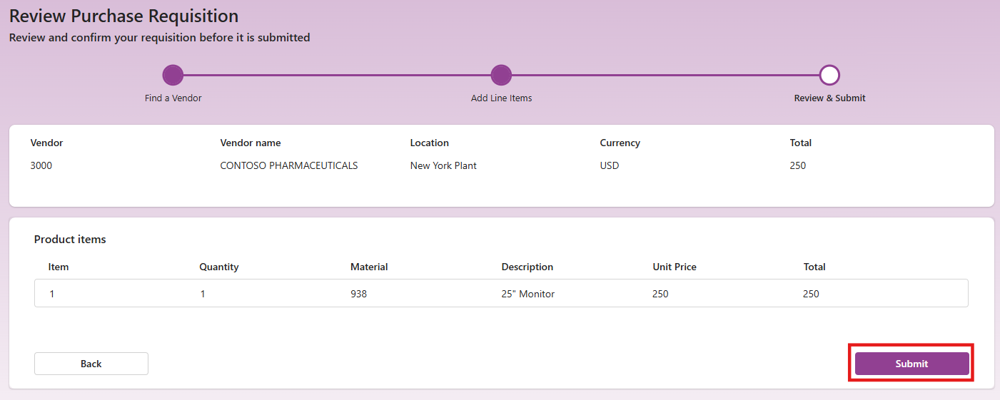 Review Purchase Requisition
Review and confirm your requisition before it is submitted
Find a Vendor Add Line Items Review & Submit
Vendor Vendor name Location Currency Total
3000 CONTOSO PHARMACEUTICALS New York Plant USD 250
Product items
Item Quantity Material Description Unit Price Total
1 1 938 25" Monitor 250 250
Back Submit